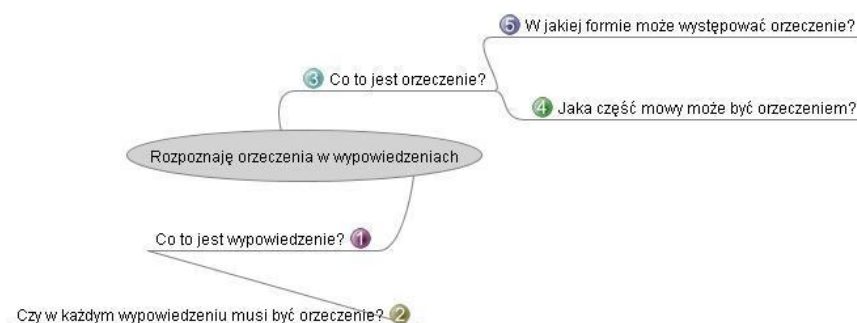 5 W jakiej formie może występować orzeczenie?
3 Co to jest orzeczenie?
4 Jaka część mowy może być orzeczeniem?
Rozpoznaję orzeczenia w wypowiedzeniach
Co to jest wypowiedzenie? 1
Czy w każdym wypowiedzeniu musi być orzeczenie? 2